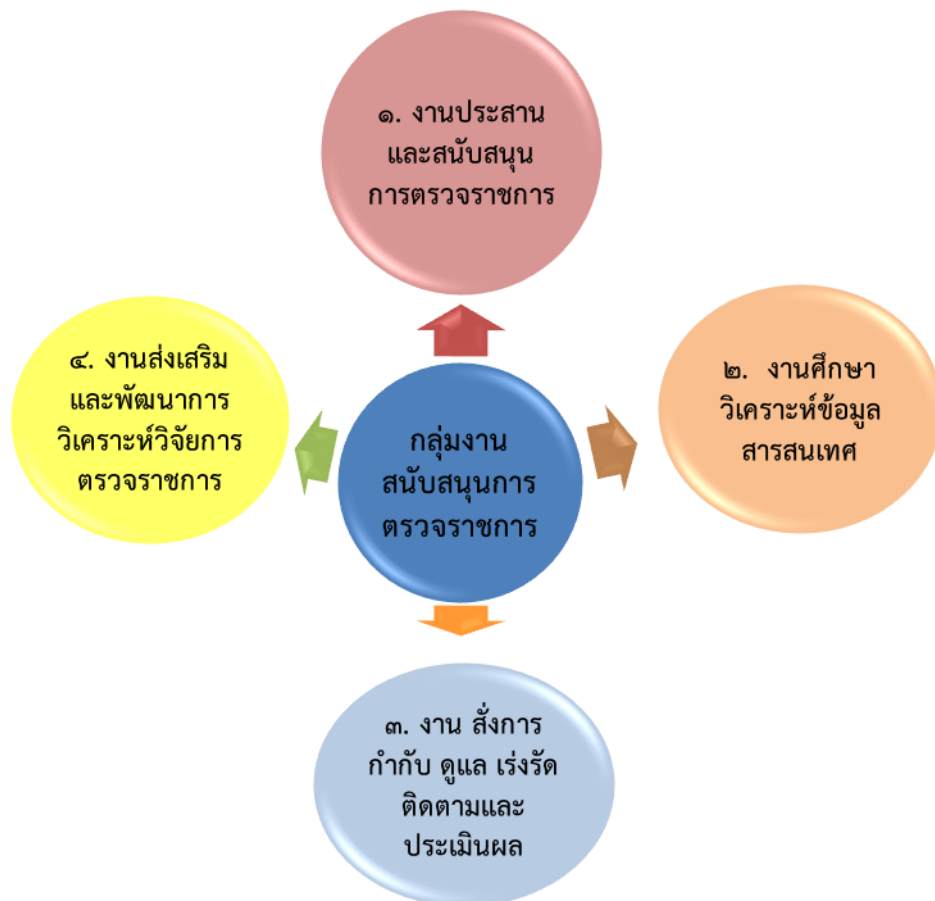 ๑. งานประสาน
และสนับสนุน
การตรวจราชการ
๔. งานส่งเสริม
และพัฒนาการ
วิเคราะห์วิจัยการ
ตรวจราชการ
กลุ่มงาน
สนับสนุนการ
ตรวจราชการ
๒. งานศึกษา
วิเคราะห์ข้อมูล
สารสนเทศ
๓. งาน สั่งการ
กำกับ ดูแล เร่งรัด
ติดตามและ
ประเมินผล